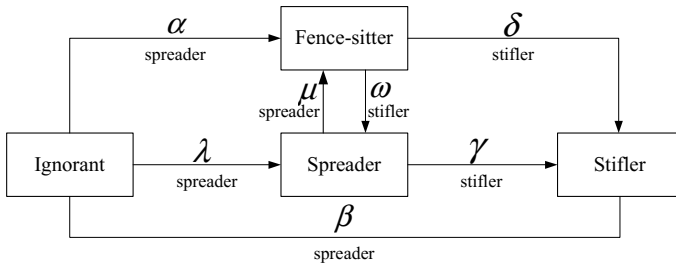 α
spreader
Fence-sitter
δ
stifler
μ
spreader
ω
stifler
Ignorant
λ
spreader
Spreader
γ
stifler
Stifler
β
spreader